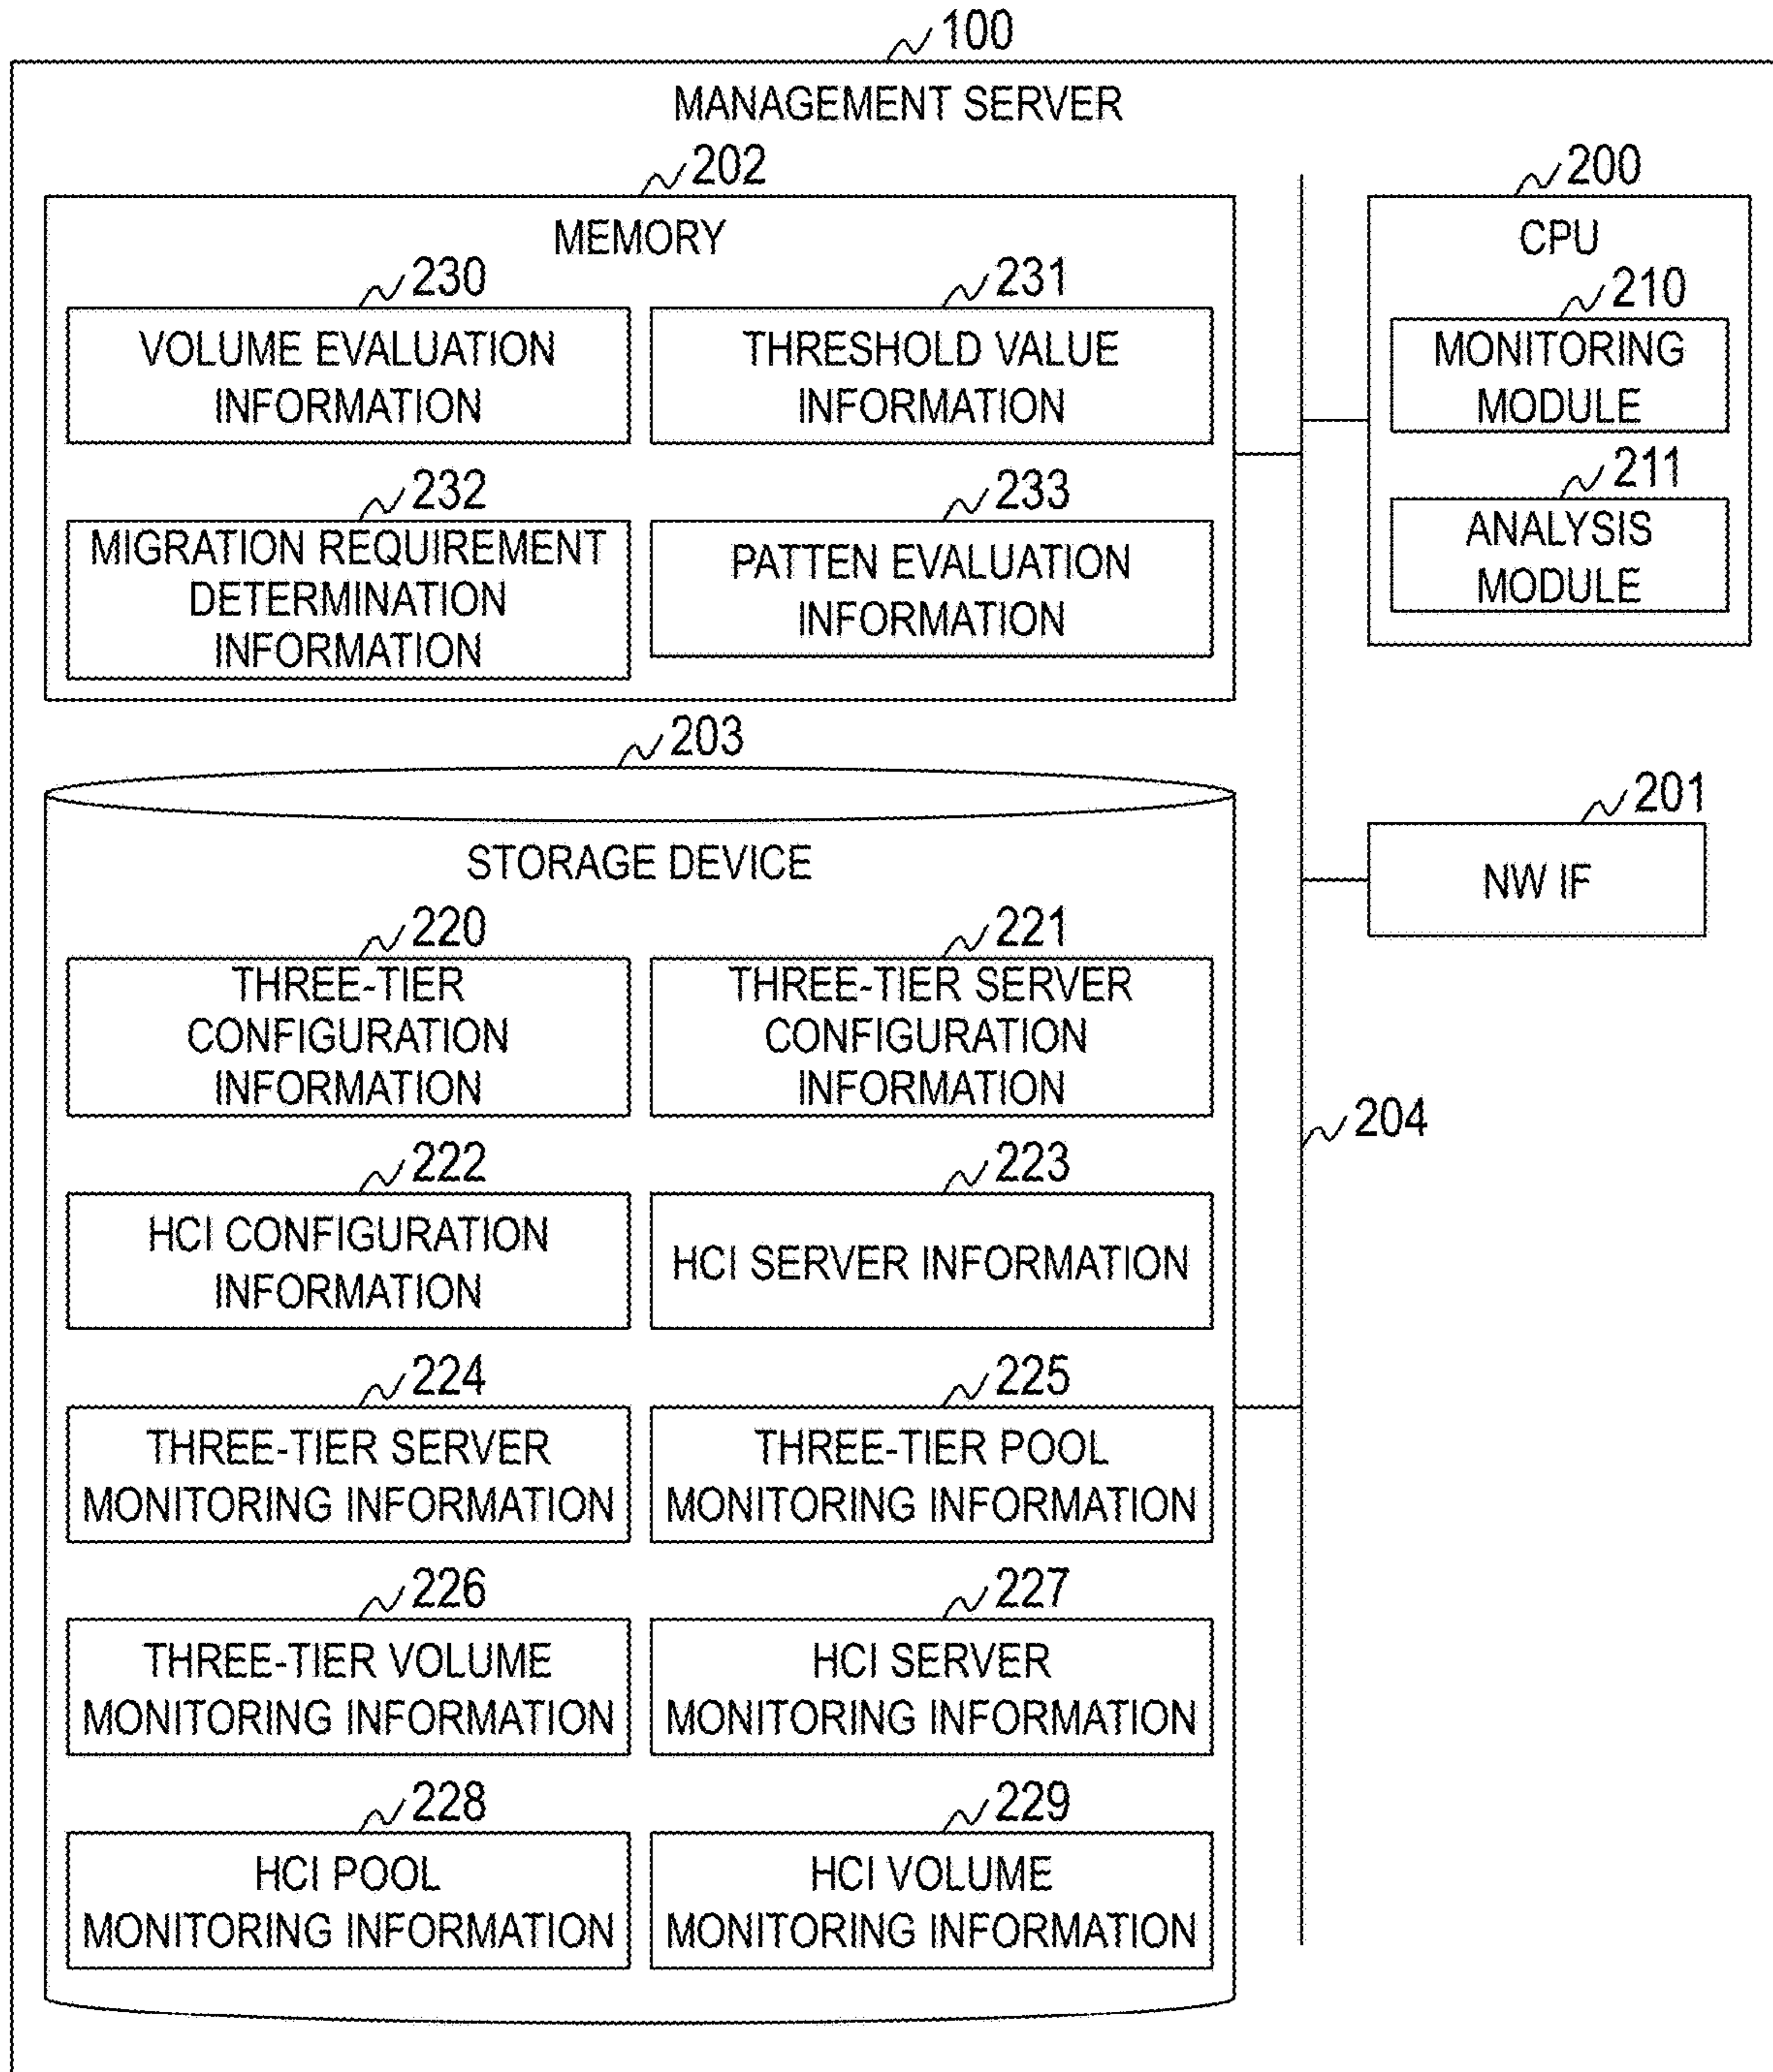 100
MANAGEMENT SERVER
202
MEMORY
230
VOLUME EVALUATION
INFORMATION
231
THRESHOLD VALUE
INFORMATION
232
MIGRATION REQUIREMENT
DETERMINATION
INFORMATION
233
PATTEN EVALUATION
INFORMATION
200
CPU
210
MONITORING
MODULE
211
ANALYSIS
MODULE
203
STORAGE DEVICE
220
THREE-TIER
CONFIGURATION
INFORMATION
221
THREE-TIER SERVER
CONFIGURATION
INFORMATION
222
HCI CONFIGURATION
INFORMATION
223
HCI SERVER INFORMATION
224
THREE-TIER SERVER
MONITORING INFORMATION
225
THREE-TIER POOL
MONITORING INFORMATION
226
THREE-TIER VOLUME
MONITORING INFORMATION
227
HCI SERVER
MONITORING INFORMATION
228
HCI POOL
MONITORING INFORMATION
229
HCI VOLUME
MONITORING INFORMATION
201
NW IF
204